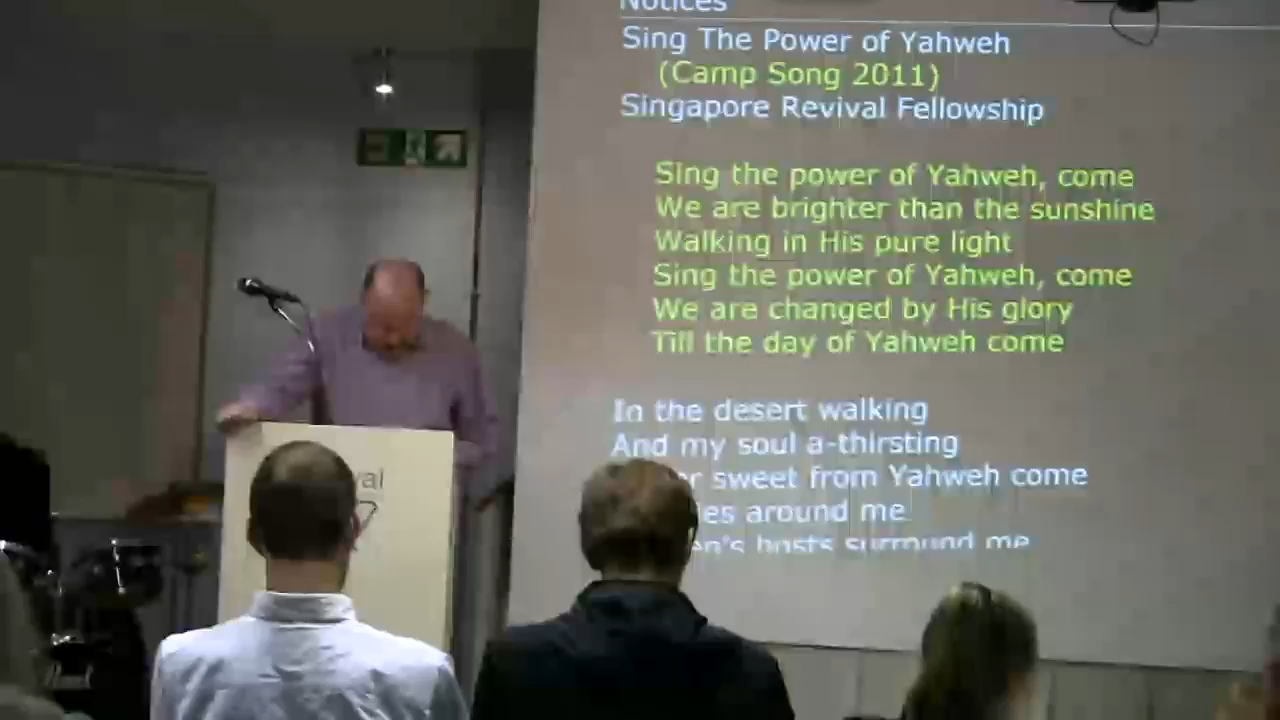 Notices
Sing The Power of Yahweh
(Camp Song 2011)
Singapore Revival Fellowship
Sing the power of Yahweh, come
We are brighter than the sunshine
Walking in His pure light
Sing the power of Yahweh, come
We are changed by His glory
Till the day of Yahweh come
In the desert walking
And my soul a-thirsting
sweet from Yahweh come
around me
hosts surround me